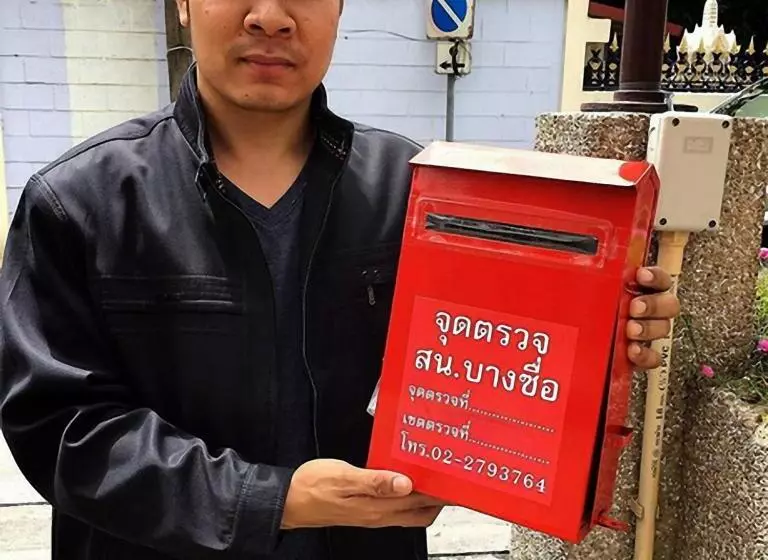 จุดตรวจ
สน.บางซื่อ
จุดตรวจที่..............................
เขตตรวจที่............................
โทร.02-2793764